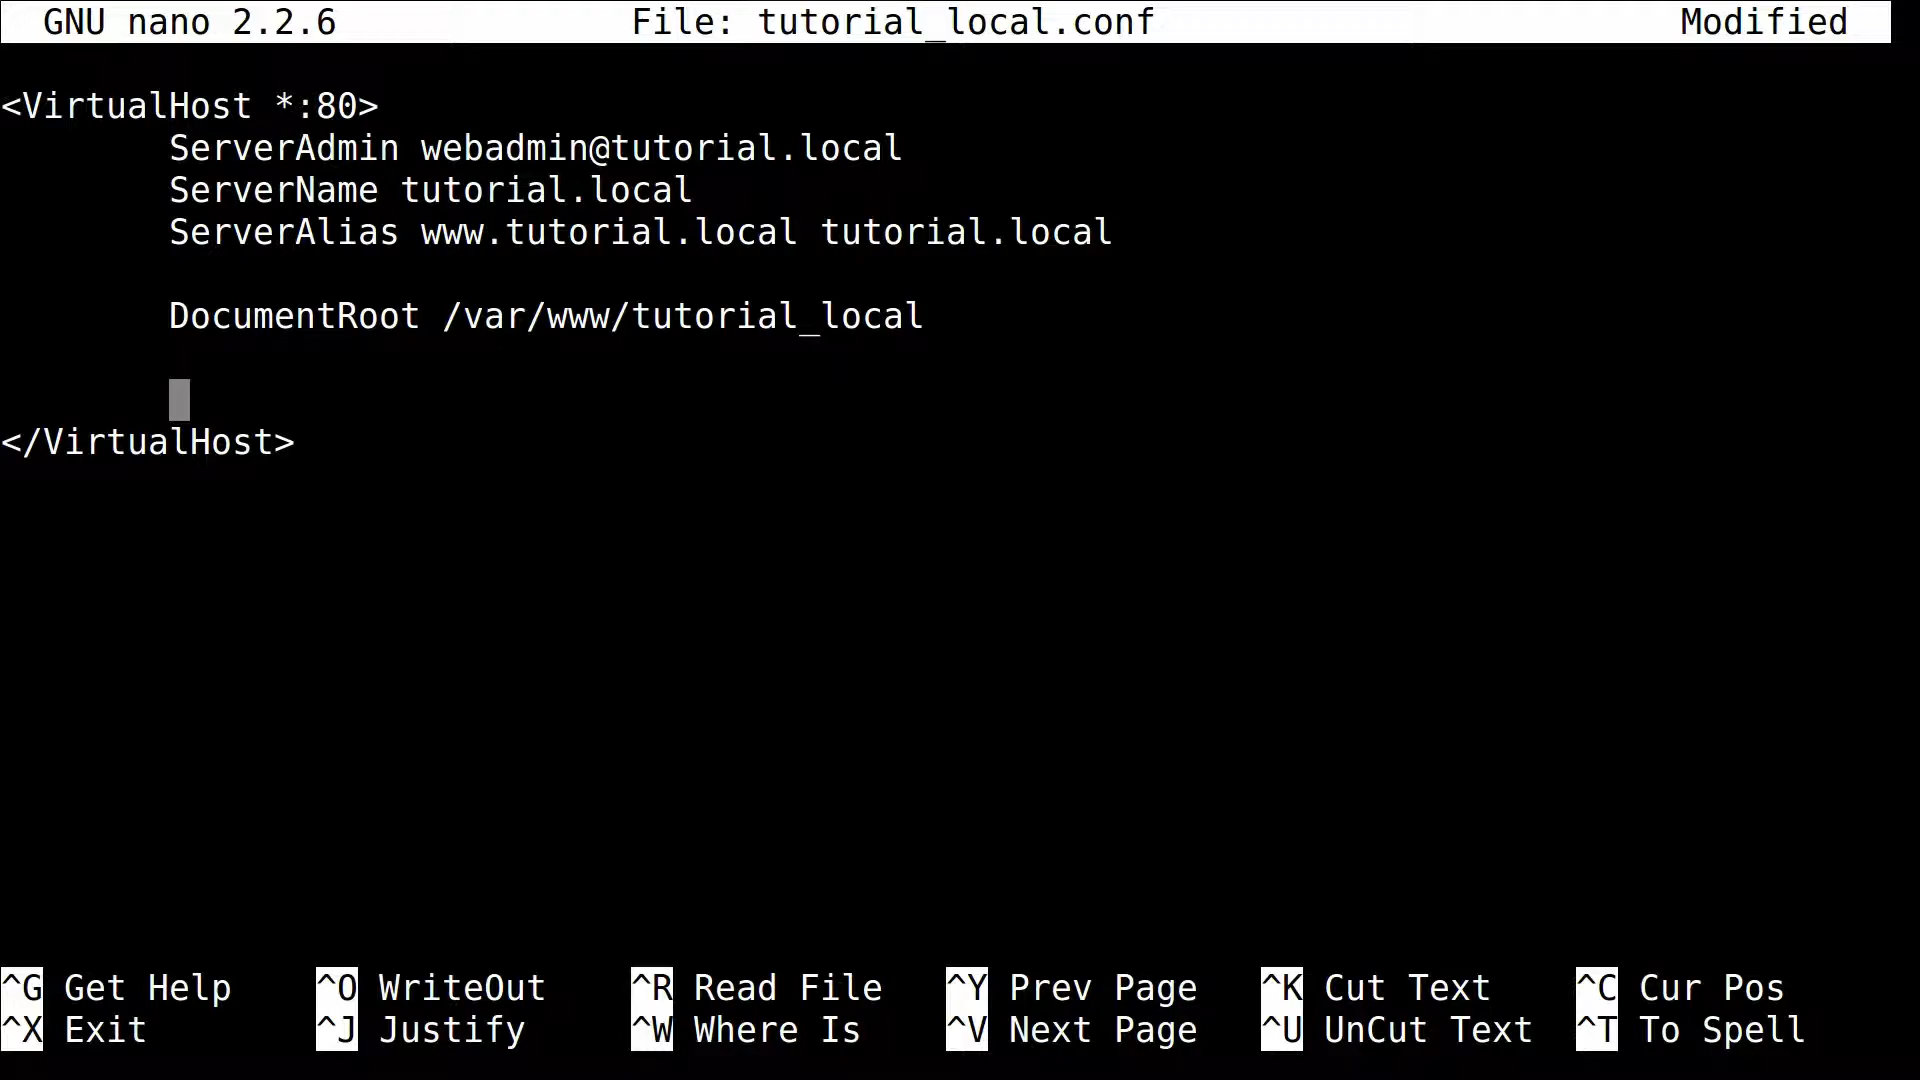 GNU nano 2.2.6 File: tutorial_local.conf Modified
<VirtualHost *:80>
ServerAdmin webadmin@tutorial.local
ServerName tutorial.local
ServerAlias www.tutorial.local tutorial.local
DocumentRoot /var/www/tutorial_local
</VirtualHost>
^G Get Help ^O WriteOut ^R Read File ^Y Prev Page ^K Cut Text ^C Cur Pos
^X Exit ^J Justify ^W Where Is ^V Next Page ^U UnCut Text ^T To Spell